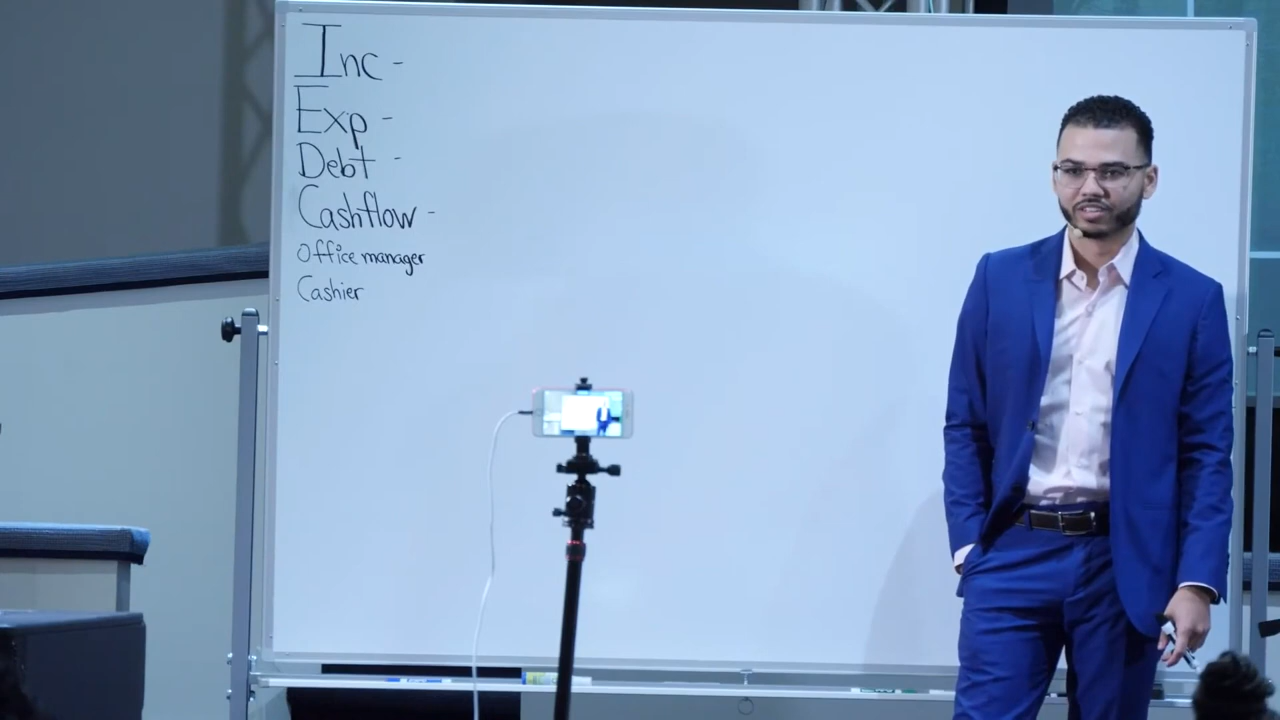 Inc -
Exp -
Debt -
Cashflow -
Office manager
Cashier